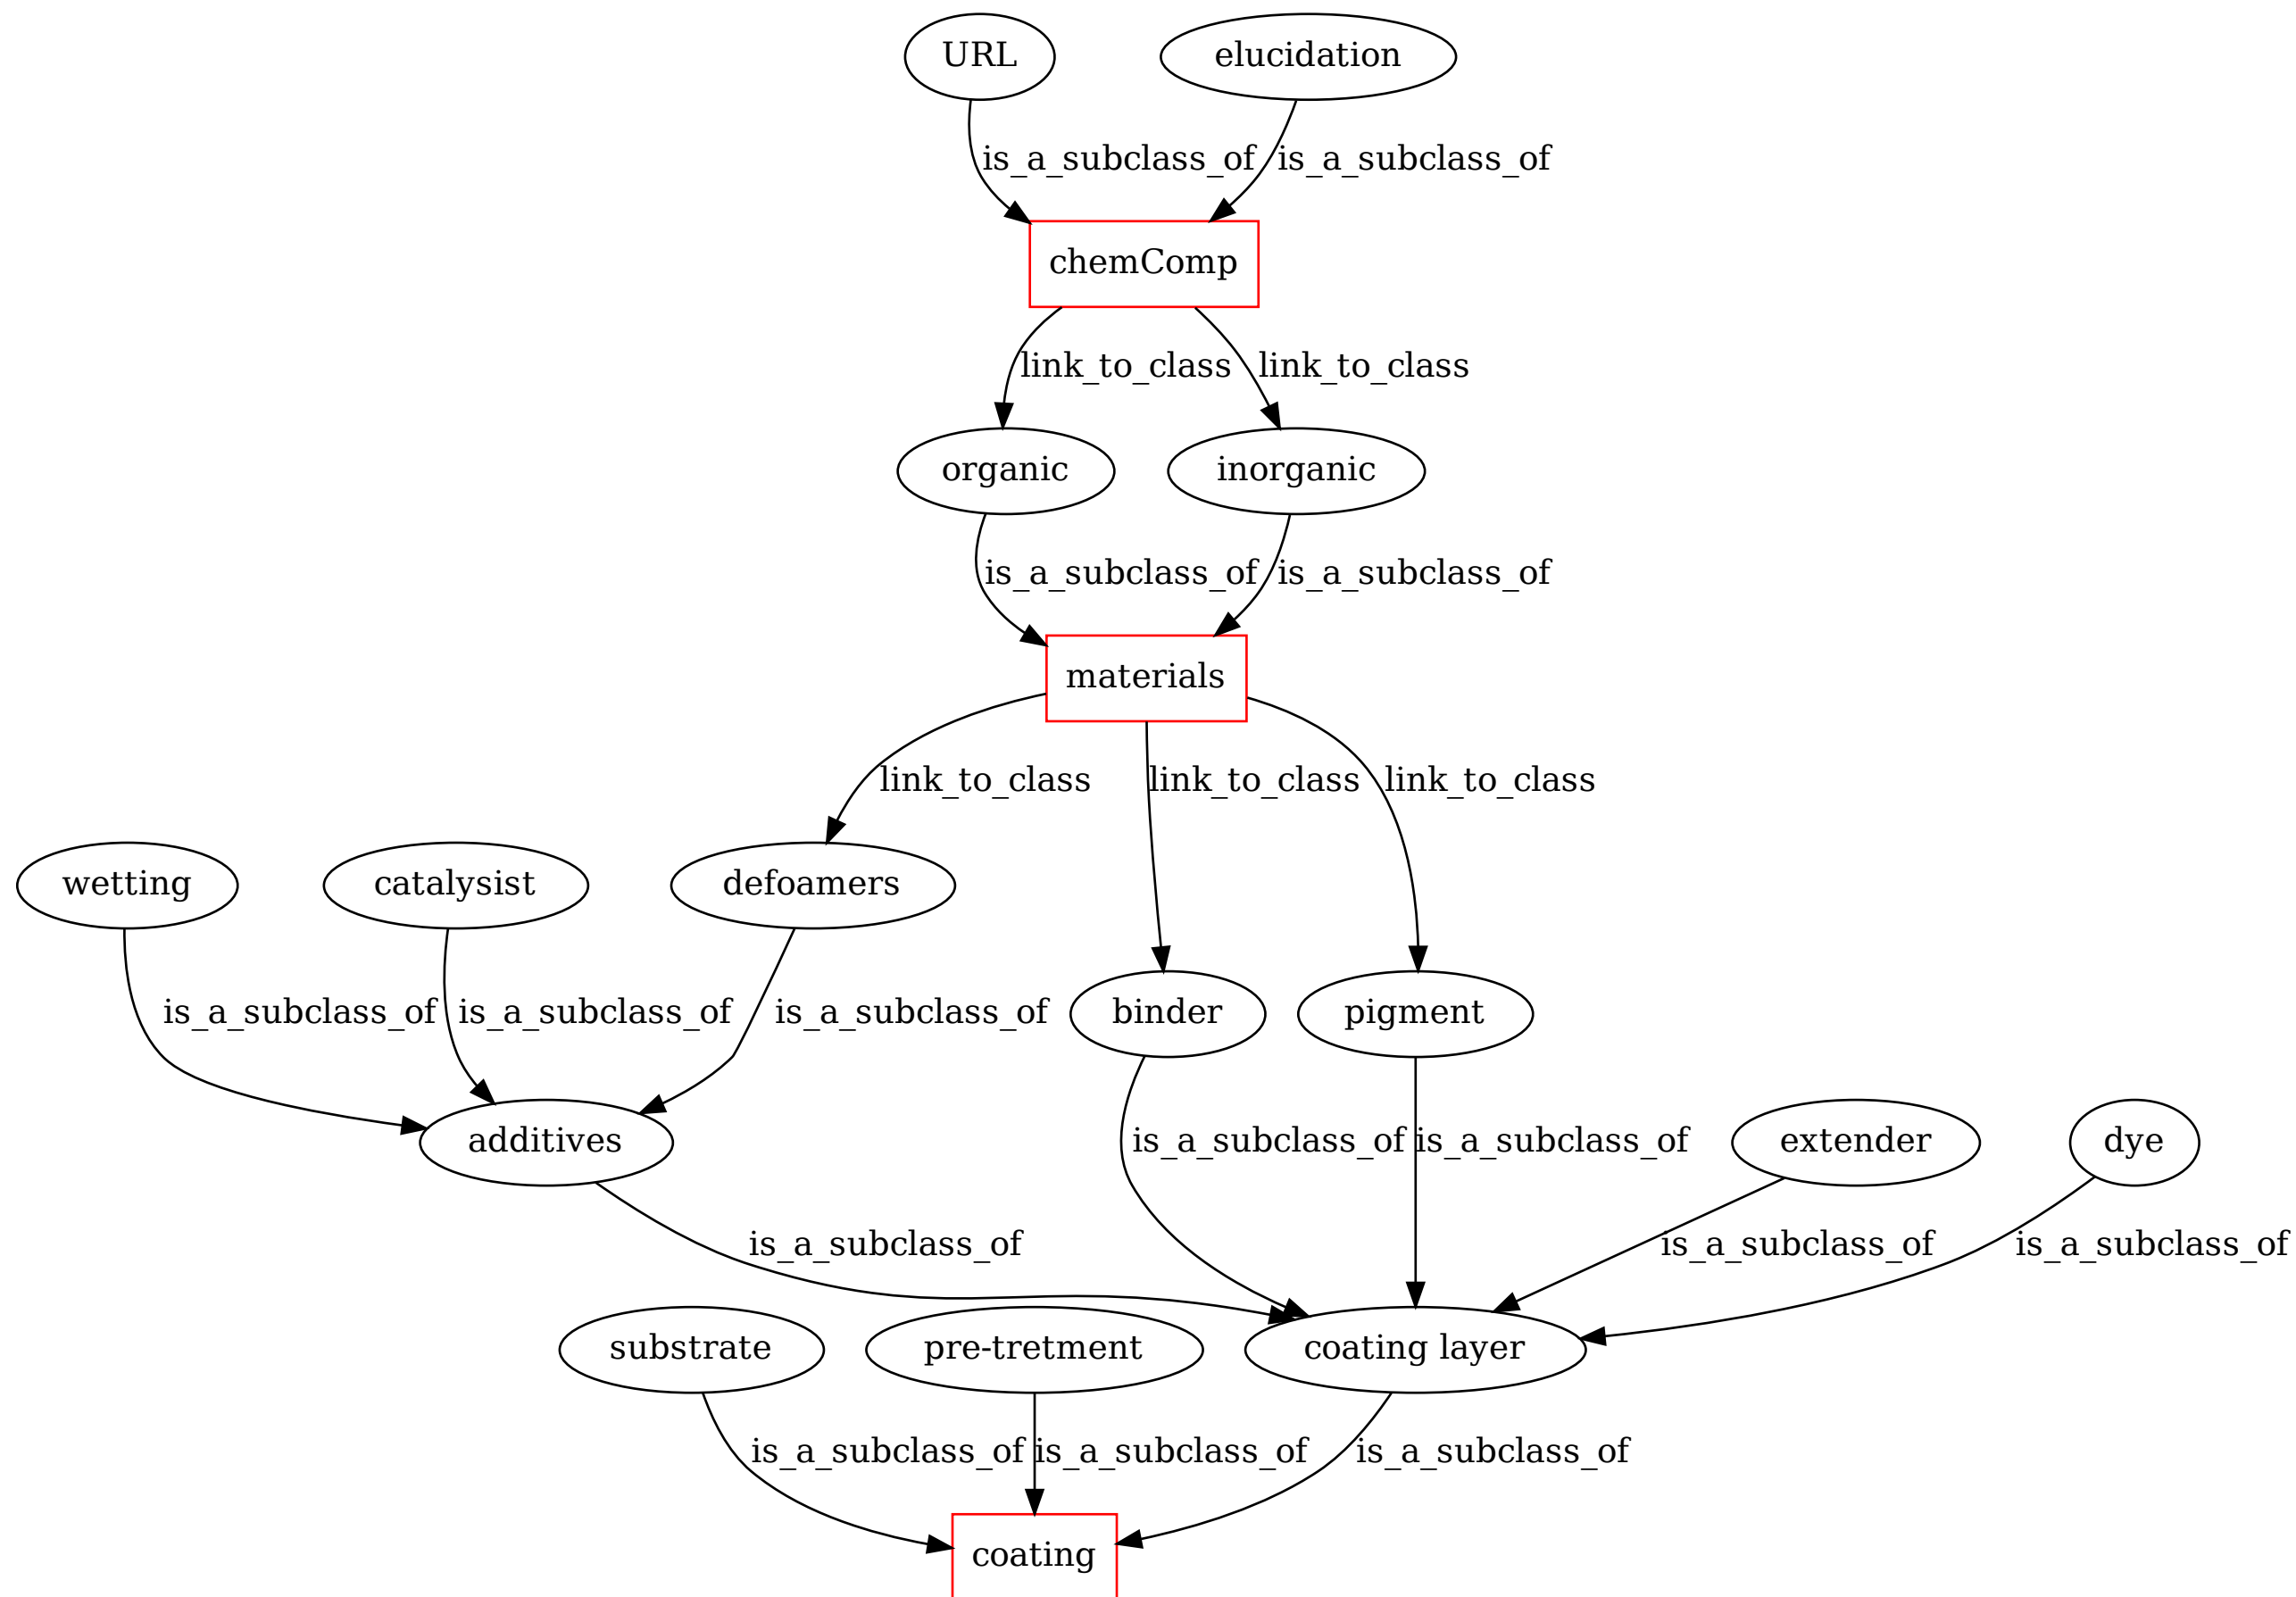 URL
elucidation
is_a_subclass_of
is_a_subclass_of
chemComp
link_to_class
link_to_class
organic
inorganic
is_a_subclass_of
is_a_subclass_of
materials
link_to_class
link_to_class
link_to_class
wetting
catalysist
defoamers
is_a_subclass_of
is_a_subclass_of
is_a_subclass_of
binder
pigment
additives
is_a_subclass_of
is_a_subclass_of
extender
dye
is_a_subclass_of
is_a_subclass_of
is_a_subclass_of
substrate
pre-tretment
coating layer
is_a_subclass_of
is_a_subclass_of
is_a_subclass_of
coating